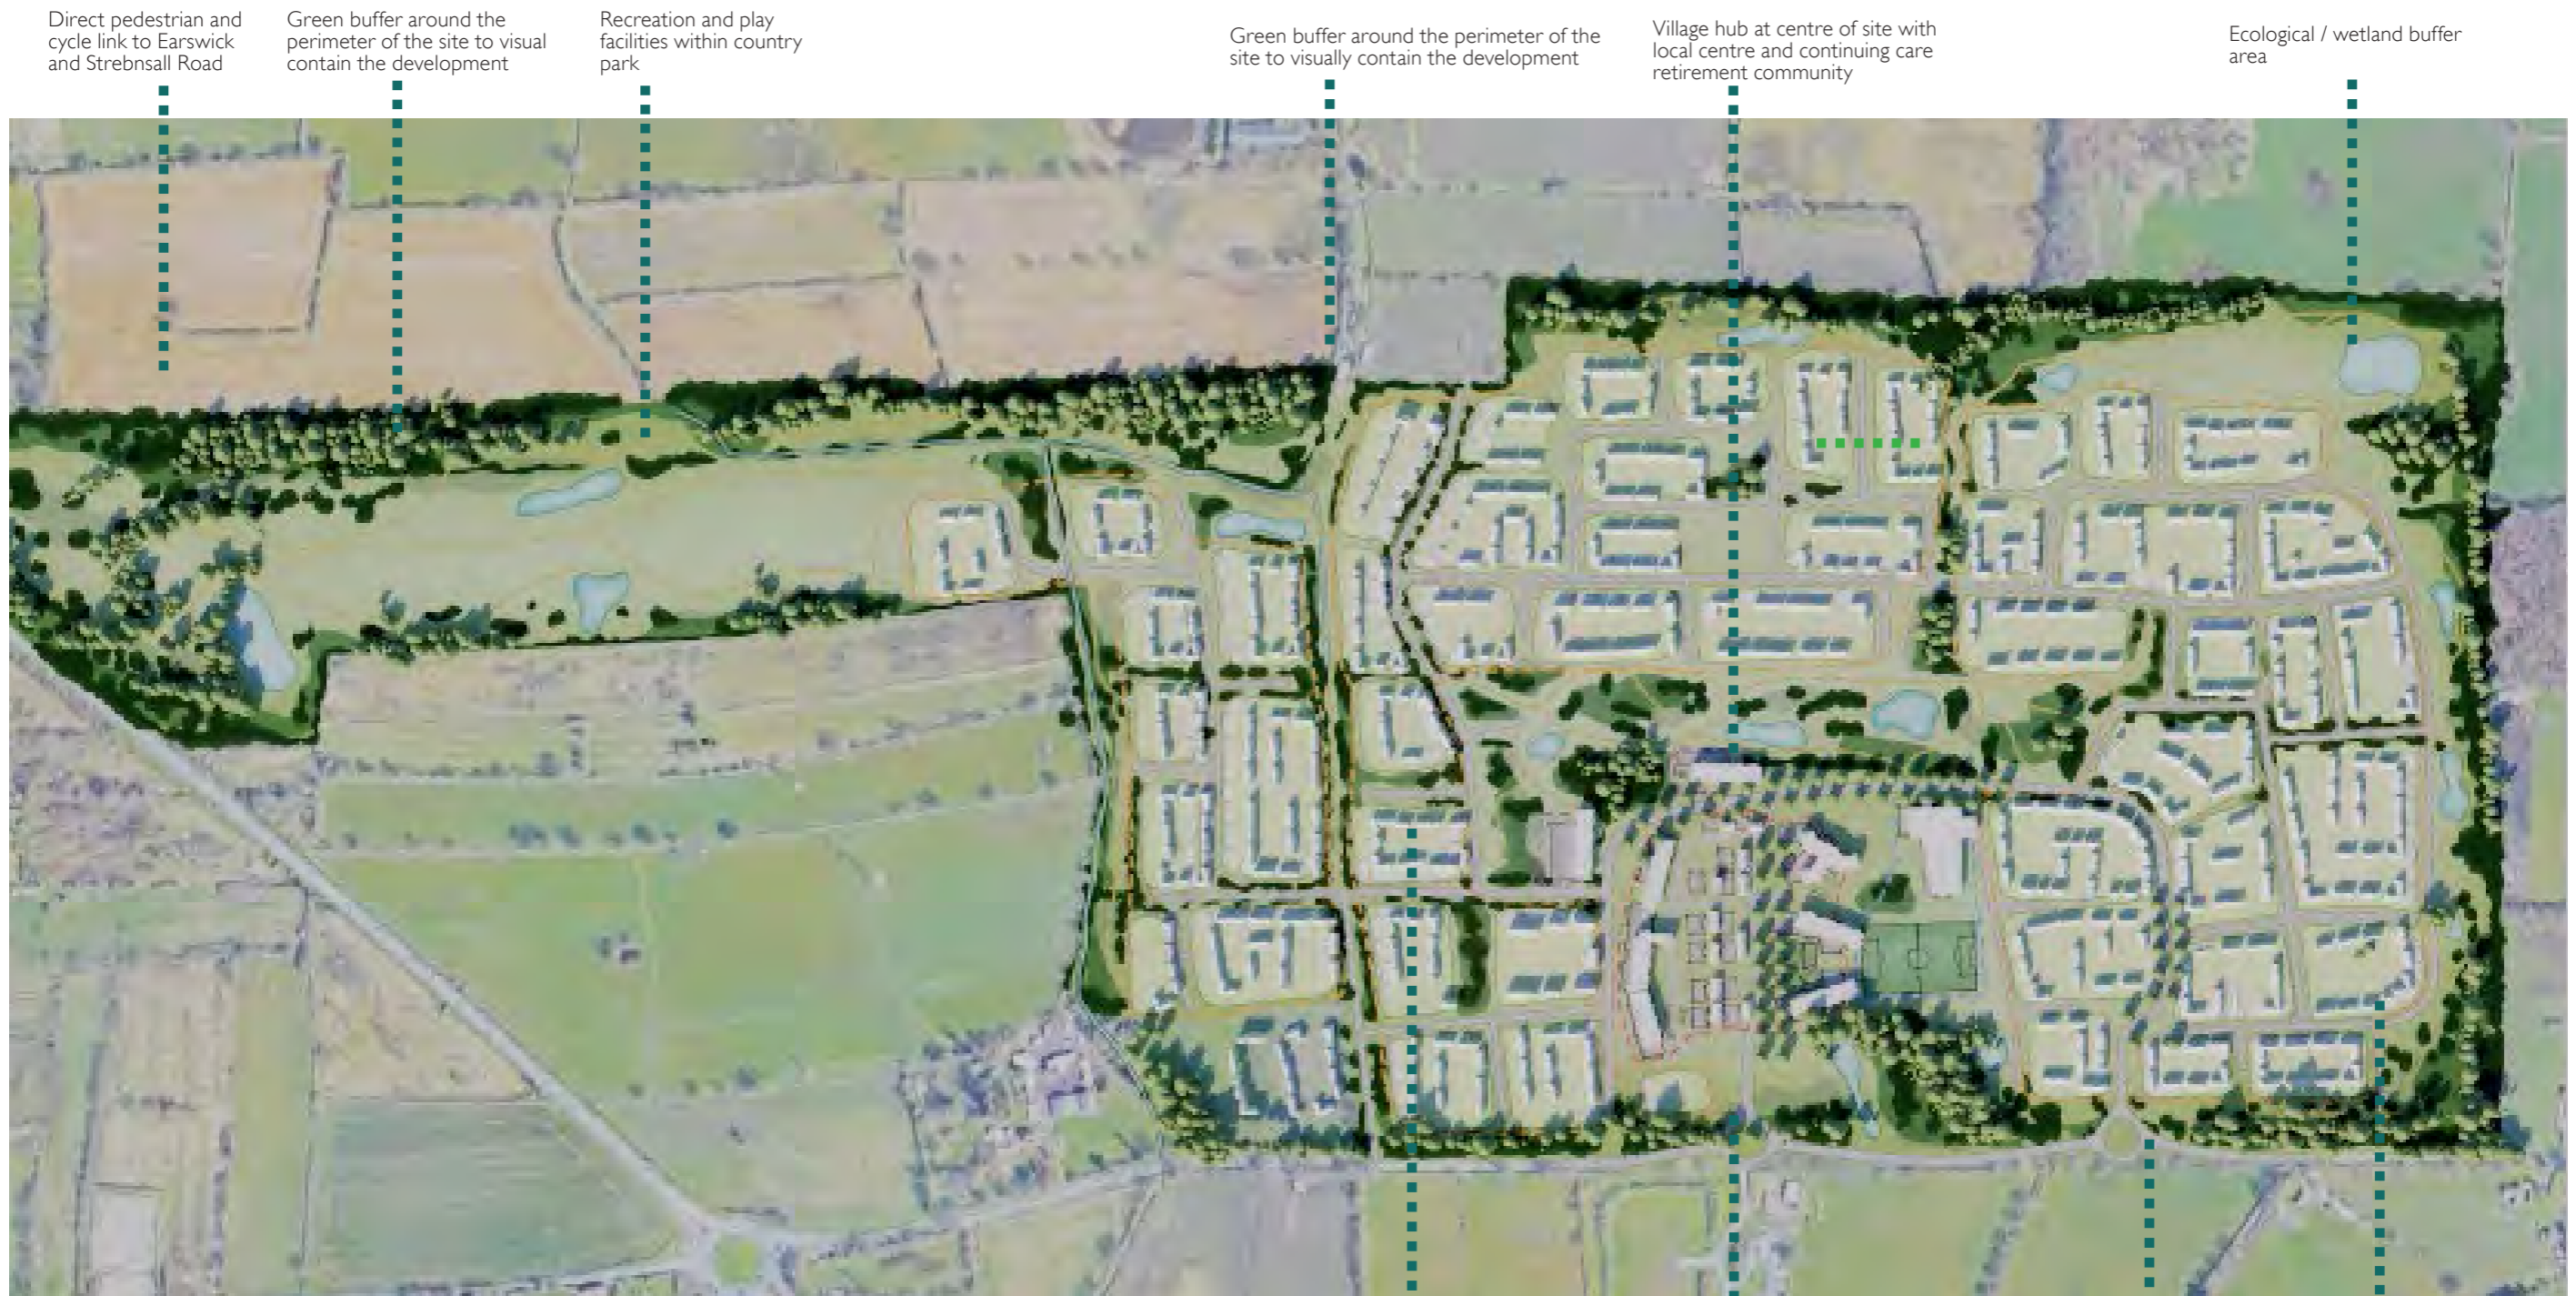 Direct pedestrian and
cycle link to Earswick
and Strebnsall Road
Green buffer around the
perimeter of the site to visual
contain the development
Recreation and play
facilities within country
park
Green buffer around the perimeter of the
site to visually contain the development
Village hub at centre of site with
local centre and continuing care
retirement community
Ecological / wetland buffer
area